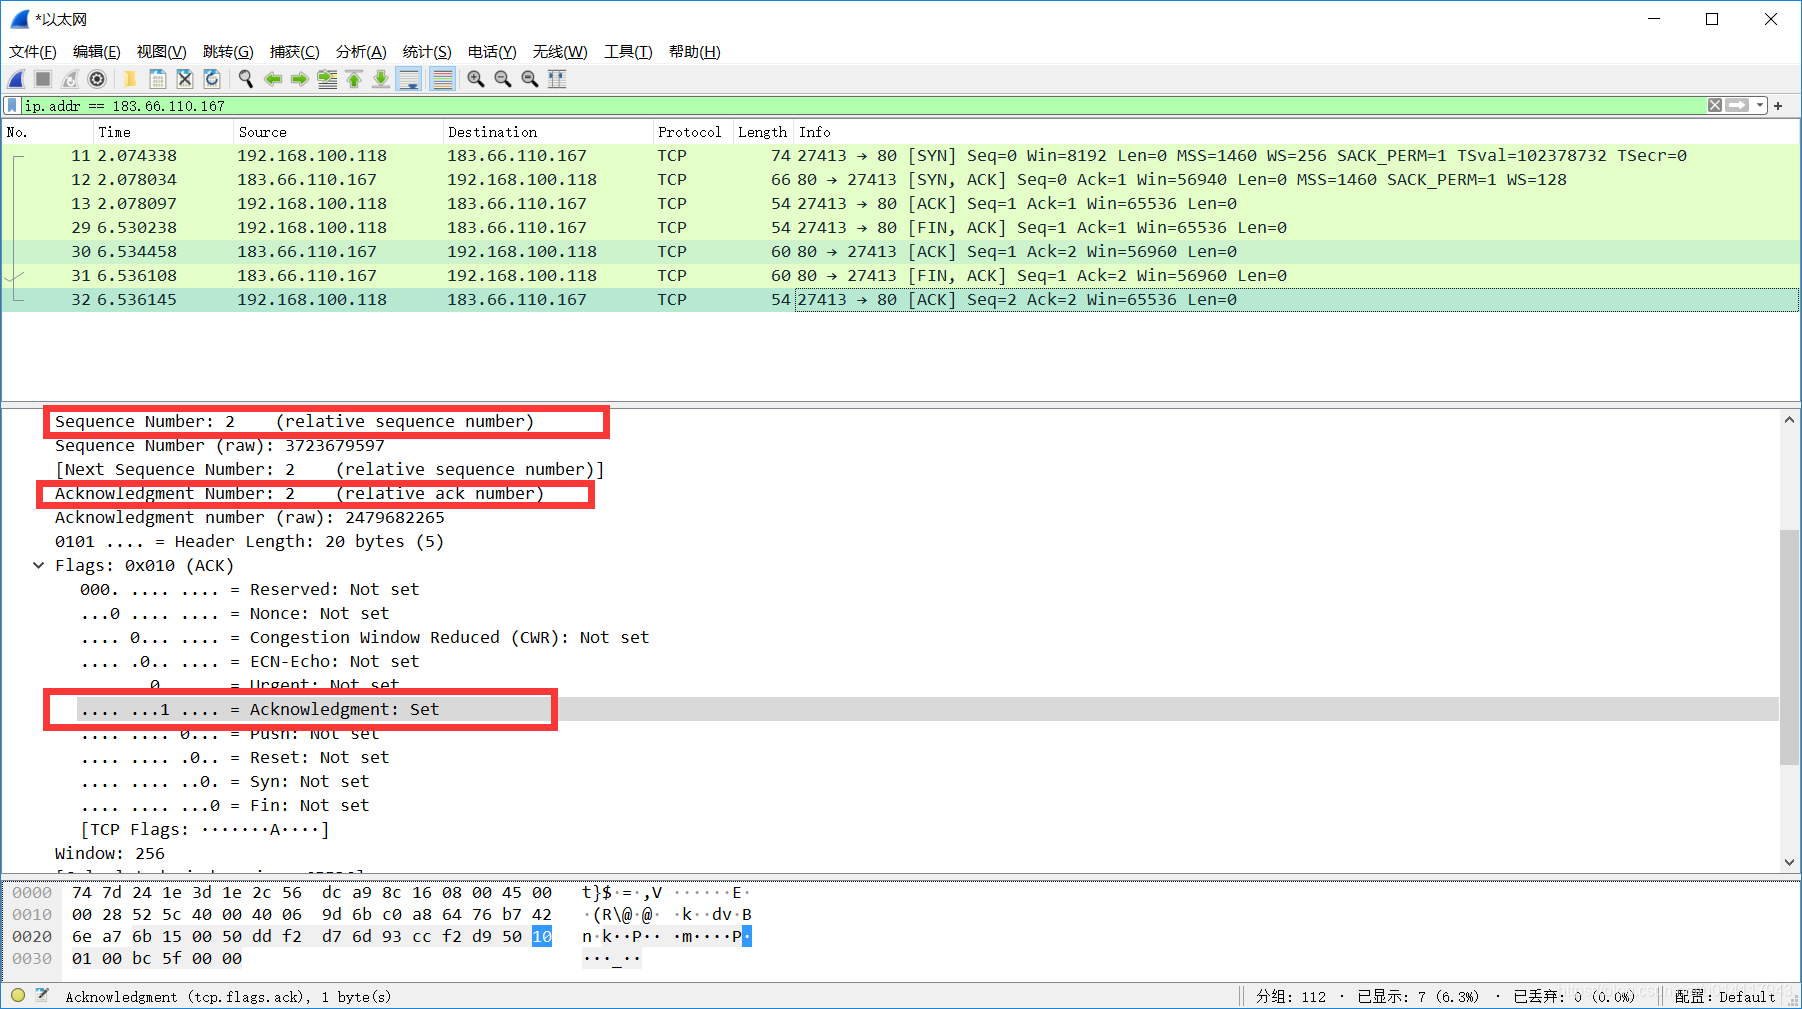 *以太网
文件(F) 编辑(E) 视图(V) 跳转(G) 捕获(C) 分析(A) 统计(S) 电话(Y) 无线(W) 工具(T) 帮助(H)
ip.addr == 183.66.110.167
No. Time Source Destination Protocol Length Info
11 2.074338 192.168.100.118 183.66.110.167 TCP 74 27413 → 80 [SYN] Seq=0 Win=8192 Len=0 MSS=1460 WS=256 SACK_PERM=1 TSval=102378732 TSecr=0
12 2.078034 183.66.110.167 192.168.100.118 TCP 66 80 → 27413 [SYN, ACK] Seq=0 Ack=1 Win=56940 Len=0 MSS=1460 SACK_PERM=1 WS=128
13 2.078097 192.168.100.118 183.66.110.167 TCP 54 27413 → 80 [ACK] Seq=1 Ack=1 Win=65536 Len=0
29 6.530238 192.168.100.118 183.66.110.167 TCP 54 27413 → 80 [FIN, ACK] Seq=1 Ack=1 Win=65536 Len=0
30 6.534458 183.66.110.167 192.168.100.118 TCP 60 80 → 27413 [ACK] Seq=1 Ack=2 Win=56960 Len=0
31 6.536108 183.66.110.167 192.168.100.118 TCP 60 80 → 27413 [FIN, ACK] Seq=1 Ack=2 Win=56960 Len=0
32 6.536145 192.168.100.118 183.66.110.167 TCP 54 27413 → 80 [ACK] Seq=2 Ack=2 Win=65536 Len=0
Sequence Number: 2 (relative sequence number)
Sequence Number (raw): 3723679597
[Next Sequence Number: 2 (relative sequence number)]
Acknowledgment Number: 2 (relative ack number)
Acknowledgment number (raw): 2479682265
0101 .... = Header Length: 20 bytes (5)
Flags: 0x010 (ACK)
000. .... .... = Reserved: Not set
...0 .... .... = Nonce: Not set
.... 0... .... = Congestion Window Reduced (CWR): Not set
.... .0.. .... = ECN-Echo: Not set
0 = Urgent: Not set
.... ...1 .... = Acknowledgment: Set
.... .... 0... = Push: Not set
.... .... .0.. = Reset: Not set
.... .... ..0. = Syn: Not set
.... .... ...0 = Fin: Not set
[TCP Flags: ·······A····]
Window: 256
0000 74 7d 24 1e 3d 1e 2c 56 dc a9 8c 16 08 00 45 00 t}$·=·,V ······E·
0010 00 28 52 5c 40 00 40 06 9d 6b c0 a8 64 76 b7 42 ·(R\@·@· ·k··dv·B
0020 6e a7 6b 15 00 50 dd f2 d7 6d 93 cc f2 d9 50 10 n·k··P·· ·m····P·
0030 01 00 bc 5f 00 00 ···_··
Acknowledgment (tcp.flags.ack), 1 byte(s) 分组: 112 · 已显示: 7 (6.3%) · 已丢弃: 0 (0.0%) 配置: Default